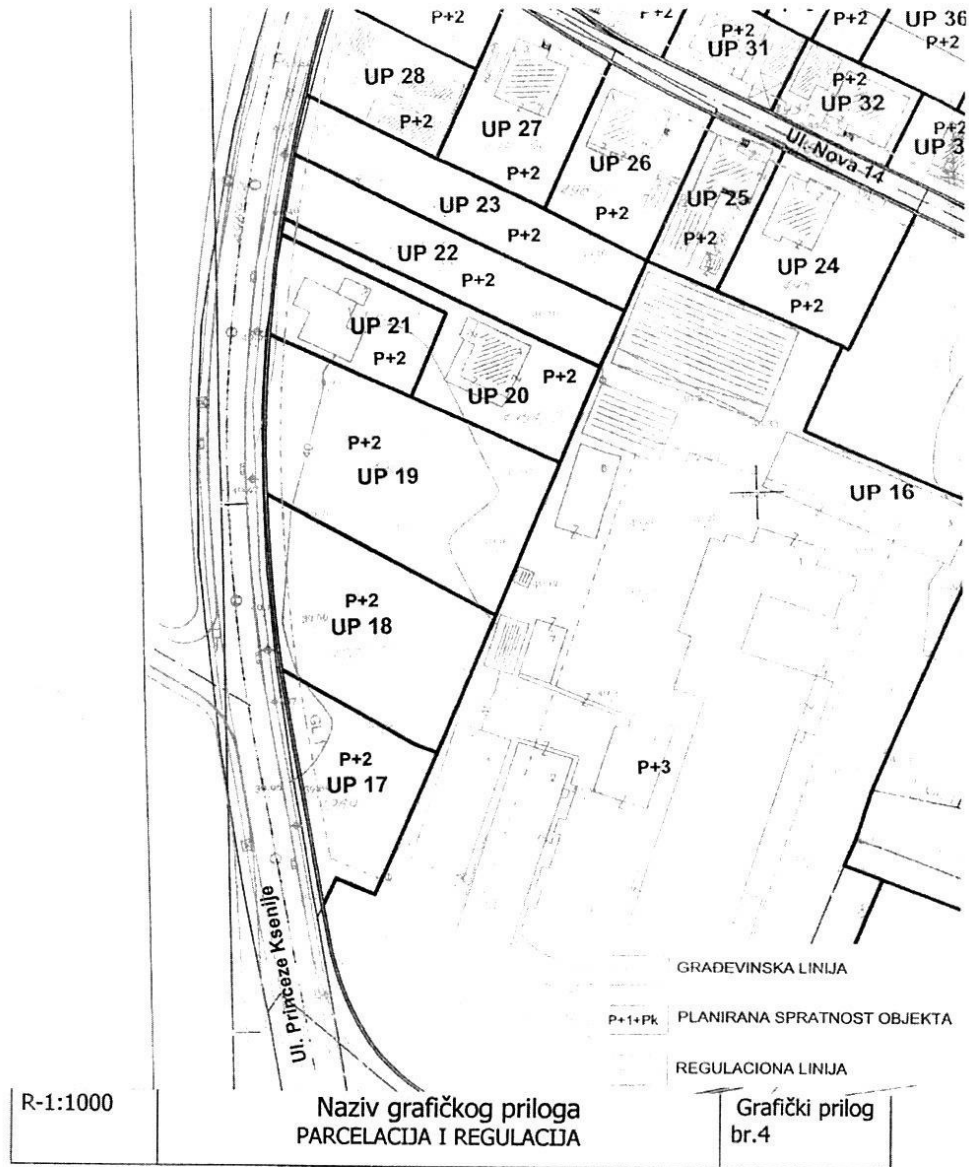 P+2
P+2
P+2
UP 36
P+2
UP 31
P+2
UP 28
P+2
UP 32
P+2
UP 27
P+2
UP 26
P+2
Ul. Nova 14
P+2
UP 25
P+2
UP 24
P+2
UP 23
P+2
UP 22
P+2
UP 21
P+2
P+2
UP 20
P+2
UP 19
UP 16
P+2
UP 18
P+2
UP 17
P+3
Ul. Princeze Ksenije
GRAĐEVINSKA LINIJA
P+1+Pk PLANIRANA SPRATNOST OBJEKTA
REGULACIONA LINIJA
R-1:1000
Naziv grafičkog priloga
PARCELACIJA I REGULACIJA
Grafički prilog
br.4